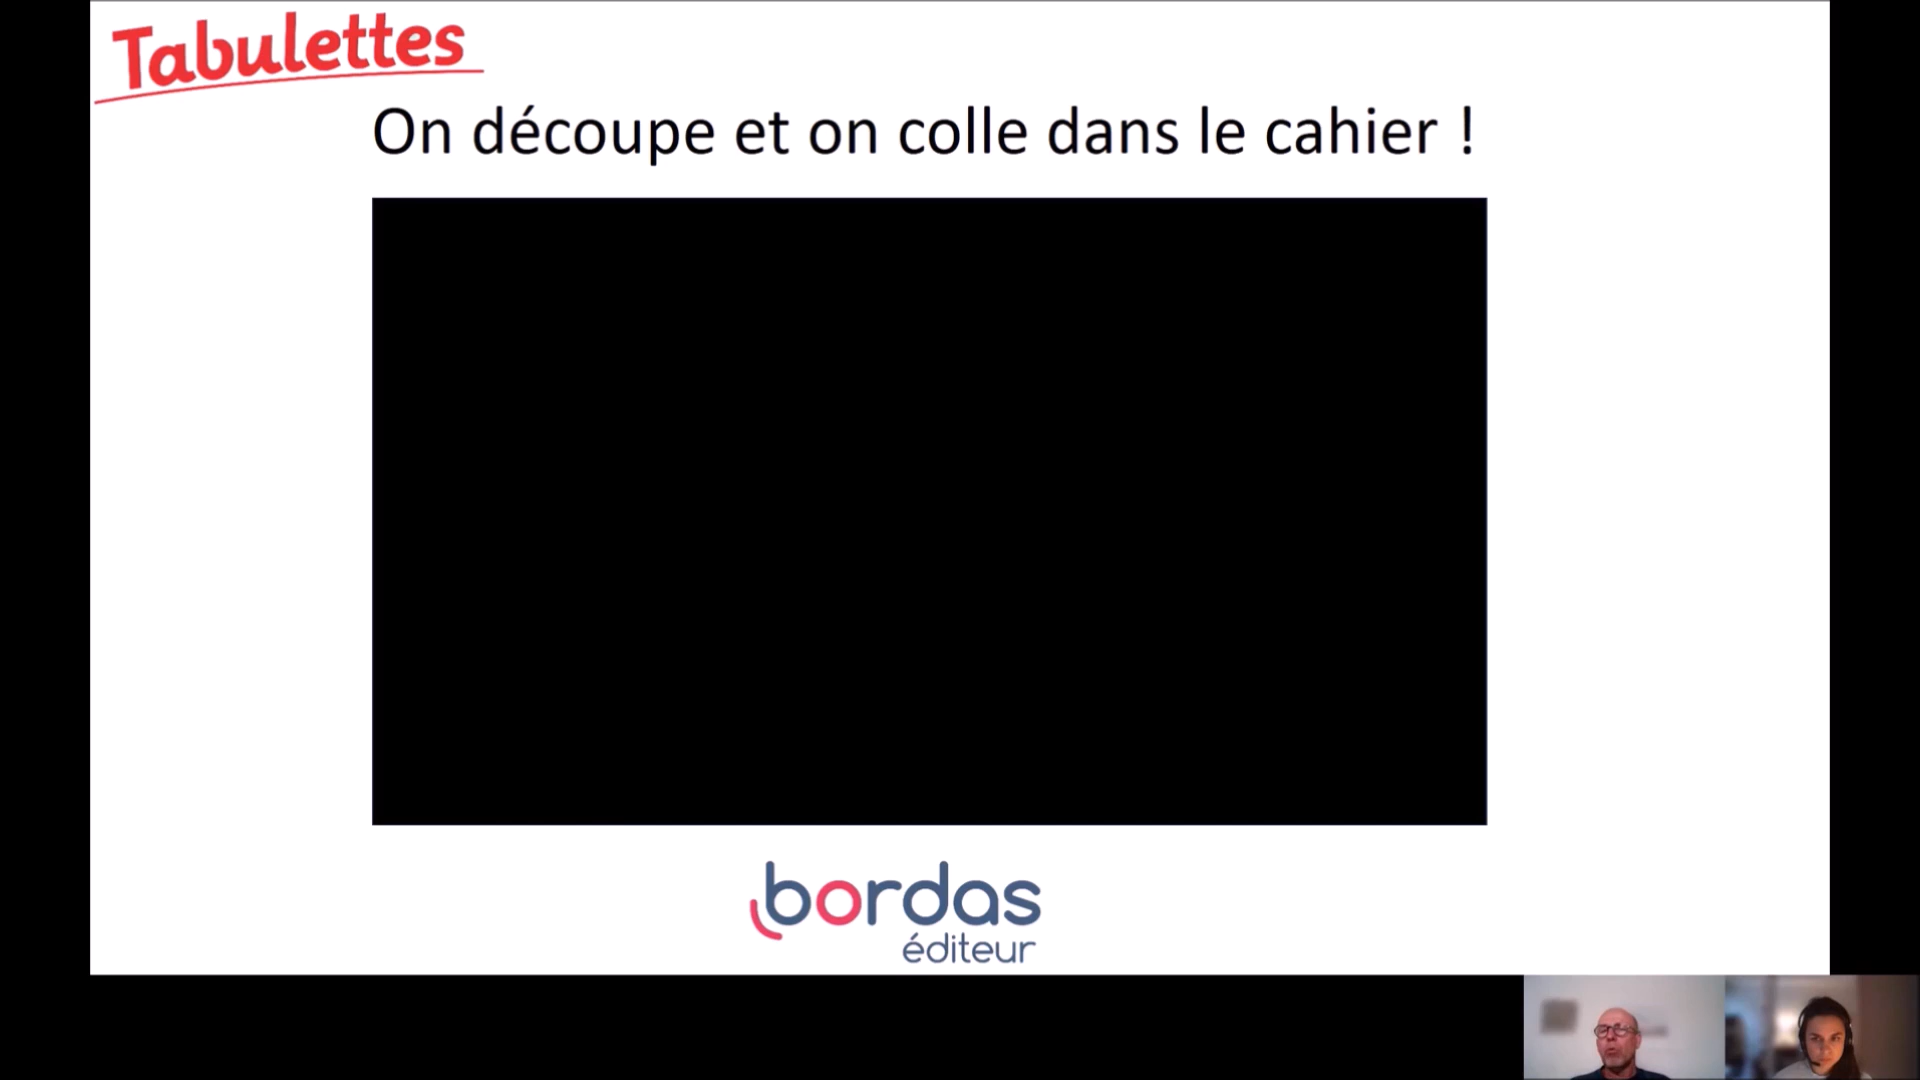 Tabulettes
On découpe et on colle dans le cahier !
bordas
éditeur